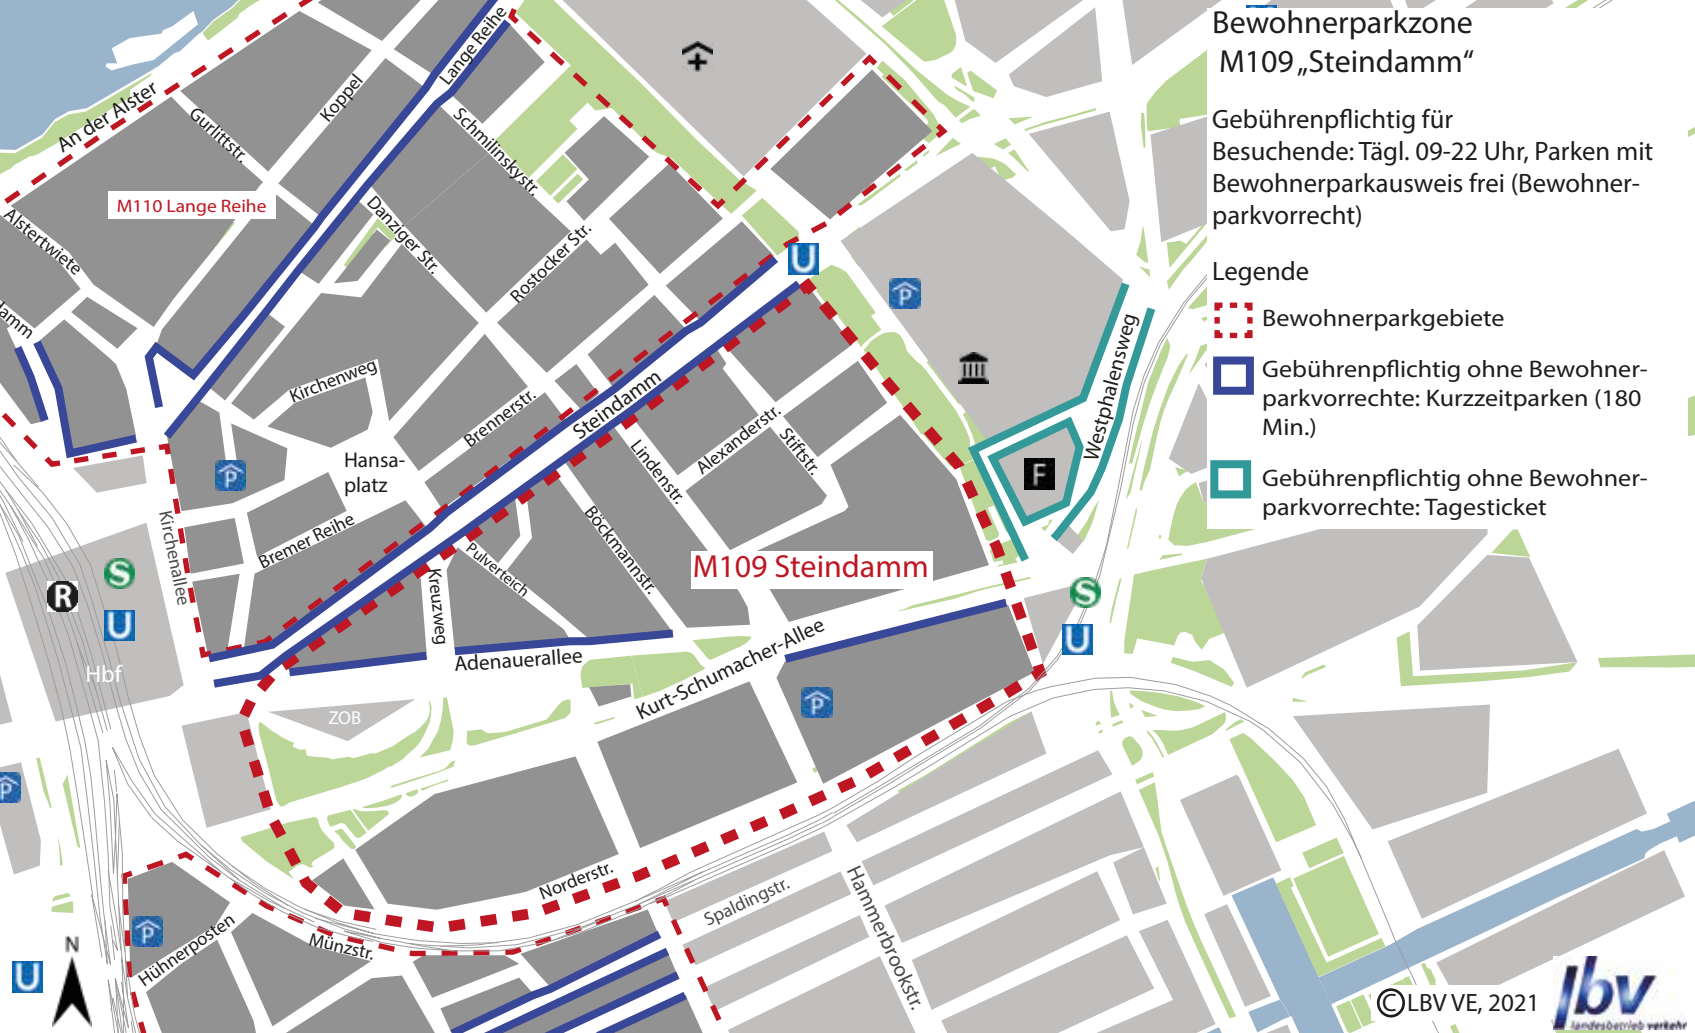 Bewohnerparkzone
M109 „Steindamm“
Gebührenpflichtig für
Besuchende: Tägl. 09-22 Uhr, Parken mit
Bewohnerparkausweis frei (Bewohner-
parkvorrecht)
Legende
Bewohnerparkgebiete
Gebührenpflichtig ohne Bewohner-
parkvorrechte: Kurzzeitparken (180
Min.)
Gebührenpflichtig ohne Bewohner-
parkvorrechte: Tagesticket
An der Alster
Gurlittstr.
Koppel
Lange Reihe
Schmilinskystr.
M110 Lange Reihe
Alstertwiete
Danziger Str.
Rostocker Str.
damm
U
P
Kirchenweg
Brennerstr.
Steindamm
Westphalensweg
Alexanderstr.
Stiftstr.
Lindenstr.
Hansa-
platz
P
F
Bremer Reihe
Kirchenallee
Böckmannstr.
Pulverteich
Kreuzweg
M109 Steindamm
S
R
U
Hbf
S
U
Adenauerallee
Kurt-Schumacher-Allee
P
ZOB
P
Norderstr.
Spaldingstr.
Hammerbrookstr.
P
Hühnerposten
Münzstr.
N
U
©LBV VE, 2021
lbv
landesbetrieb verkehr